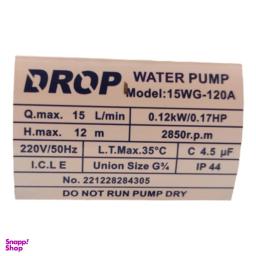 DROP WATER PUMP
Model:15WG-120A
Q.max. 15 L/min 0.12kW/0.17HP
H.max. 12 m 2850r.p.m
220V/50Hz L.T.Max.35°C C 4.5 µF
I.C.L E Union Size G¾ IP 44
No. 221228284305
DO NOT RUN PUMP DRY
Snapp!
Shop